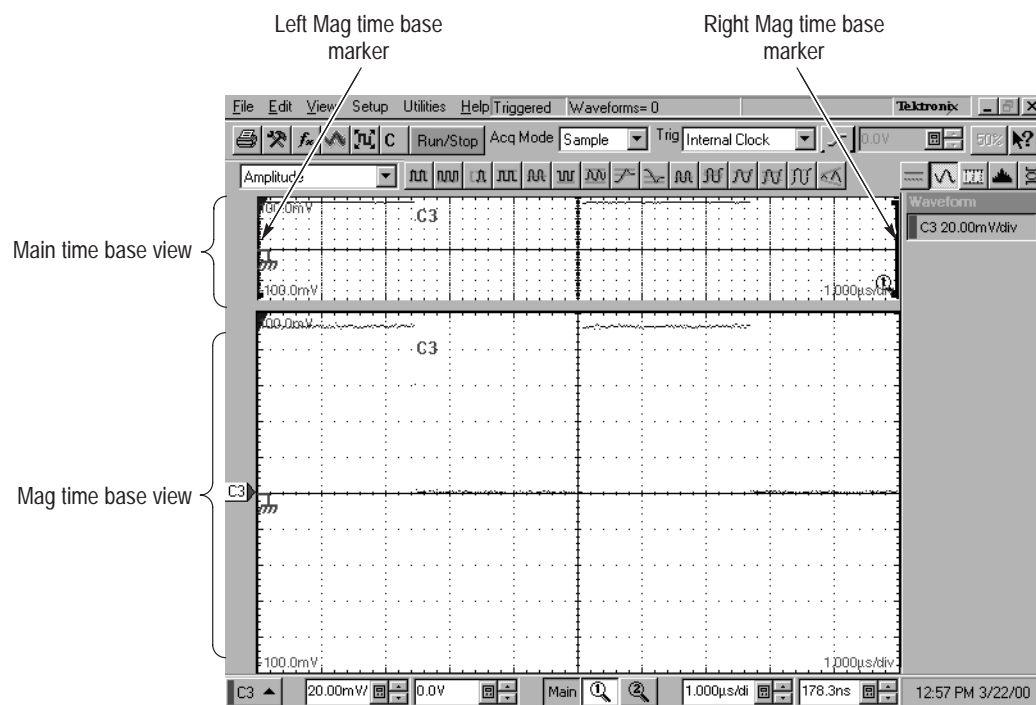 Left Mag time base
marker
Right Mag time base
marker
File Edit View Setup Utilities Help Triggered Waveforms= 0 Tektronix
C Run/Stop Acq Mode Sample Trig Internal Clock 0.0V 50%
Amplitude
Waveform
C3 20.00mV/div
Main time base view
100.0mV
C3
-100.0mV 1.000µs/div
C3
Mag time base view
C3
-100.0mV 1.000µs/div
C3 20.00mV/ 0.0V Main 1 2 1.000µs/di 178.3ns 12:57 PM 3/22/00